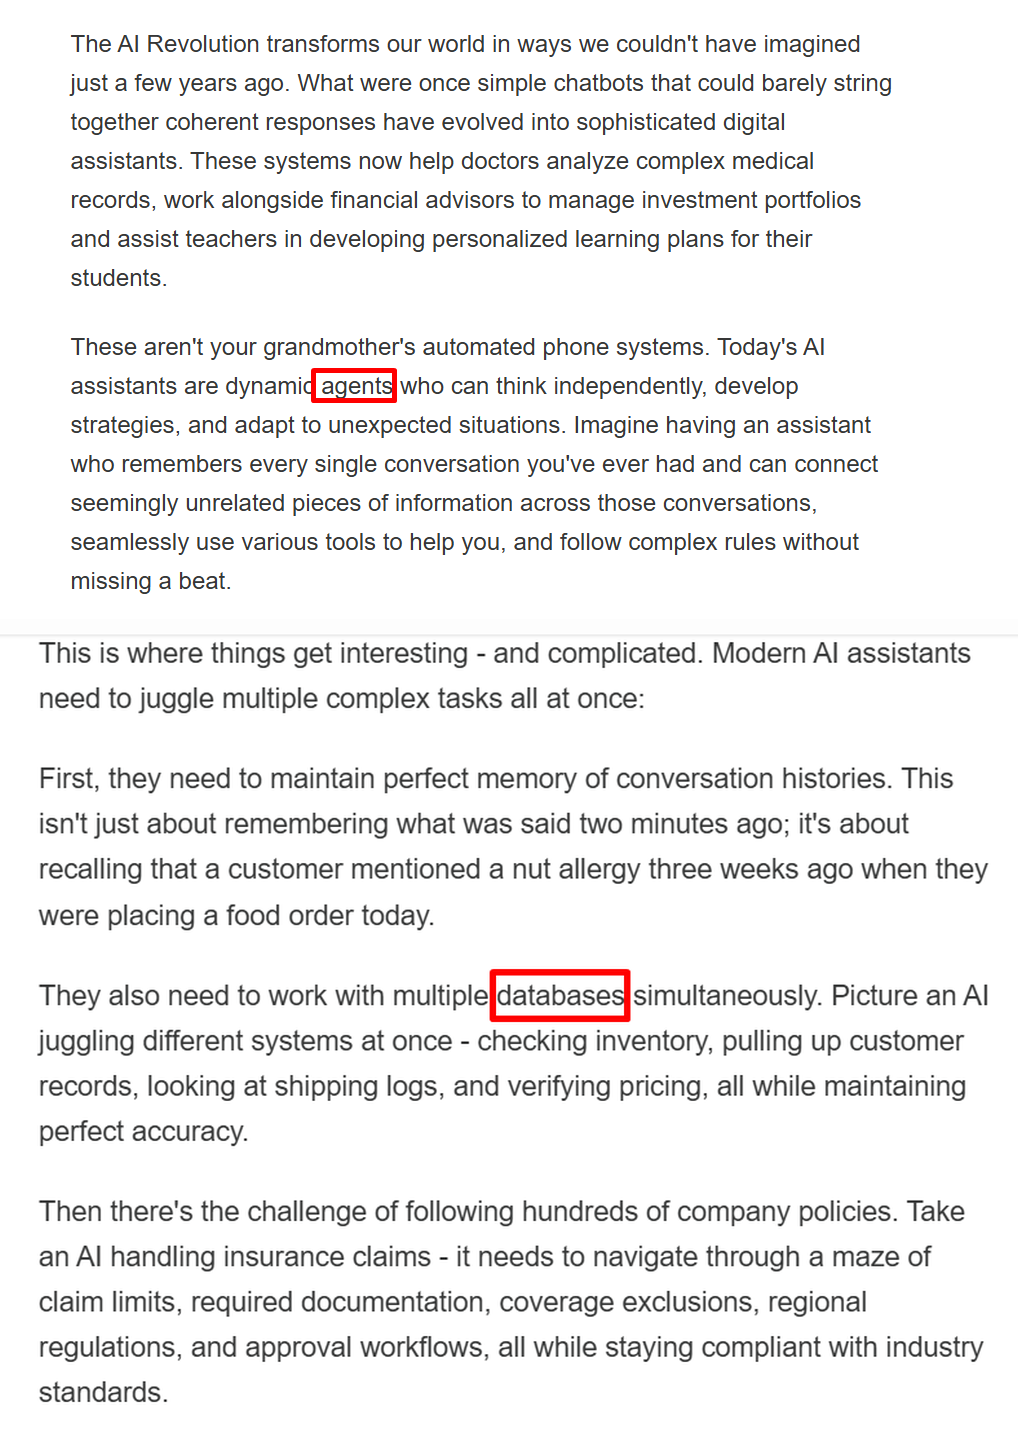 The AI Revolution transforms our world in ways we couldn't have imagined
just a few years ago. What were once simple chatbots that could barely string
together coherent responses have evolved into sophisticated digital
assistants. These systems now help doctors analyze complex medical
records, work alongside financial advisors to manage investment portfolios
and assist teachers in developing personalized learning plans for their
students.
These aren't your grandmother's automated phone systems. Today's AI
assistants are dynamic agents who can think independently, develop
strategies, and adapt to unexpected situations. Imagine having an assistant
who remembers every single conversation you've ever had and can connect
seemingly unrelated pieces of information across those conversations,
seamlessly use various tools to help you, and follow complex rules without
missing a beat.
This is where things get interesting - and complicated. Modern AI assistants
need to juggle multiple complex tasks all at once:
First, they need to maintain perfect memory of conversation histories. This
isn't just about remembering what was said two minutes ago; it's about
recalling that a customer mentioned a nut allergy three weeks ago when they
were placing a food order today.
They also need to work with multiple databases simultaneously. Picture an AI
juggling different systems at once - checking inventory, pulling up customer
records, looking at shipping logs, and verifying pricing, all while maintaining
perfect accuracy.
Then there's the challenge of following hundreds of company policies. Take
an AI handling insurance claims - it needs to navigate through a maze of
claim limits, required documentation, coverage exclusions, regional
regulations, and approval workflows, all while staying compliant with industry
standards.